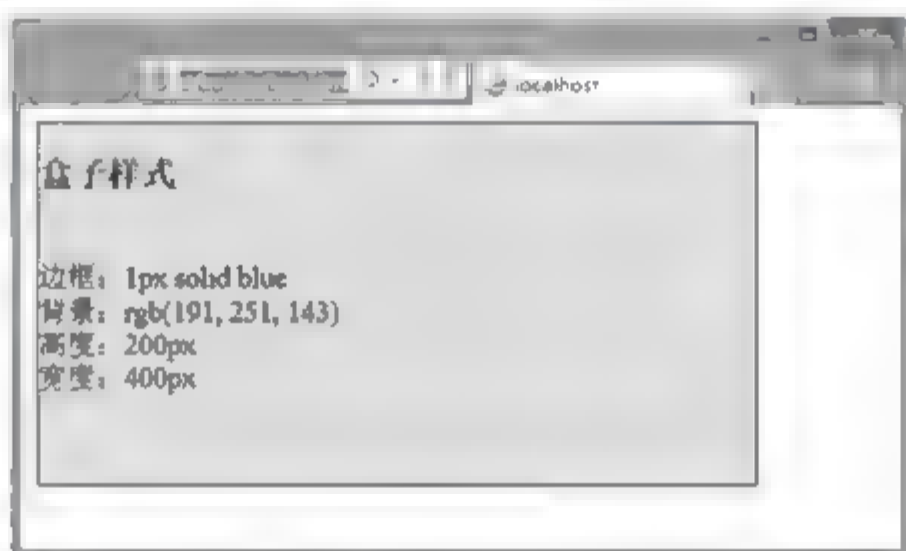 localhost
盒子样式
边框：1px solid blue
背景：rgb(191, 251, 143)
高度：200px
宽度：400px